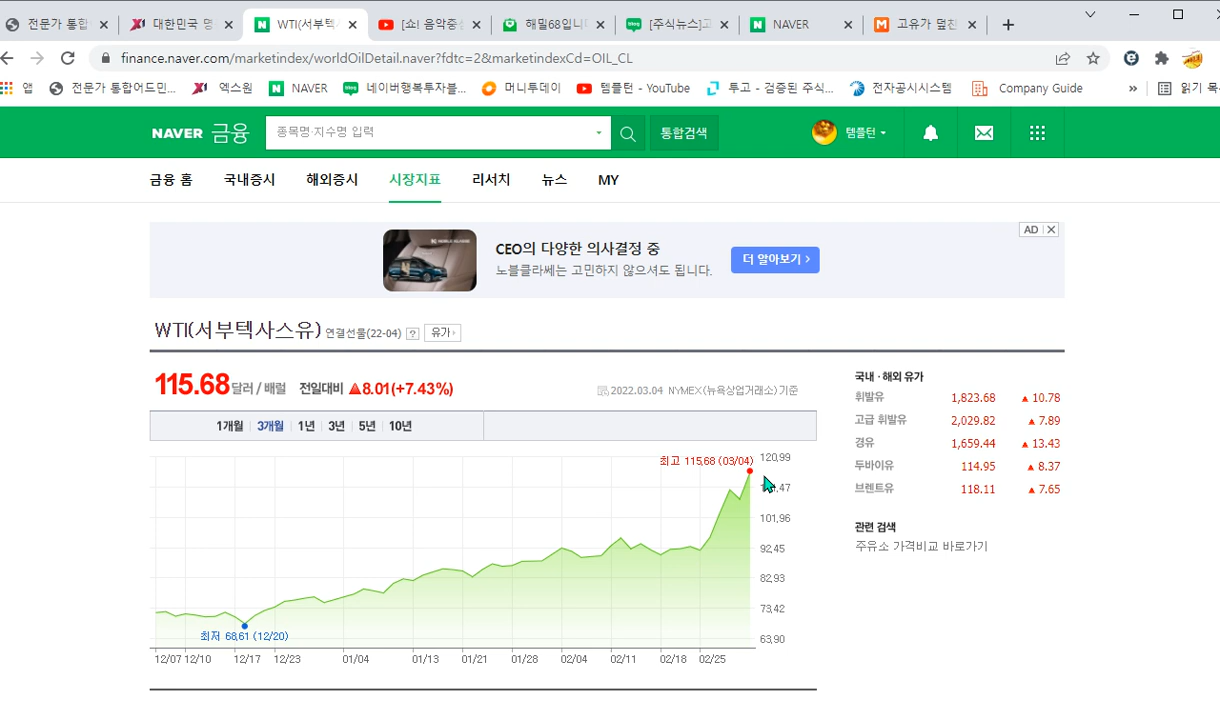 전문가 통합
대한민국 명
WTI(서부텍
[쇼! 음악중
해밀68입니
[주식뉴스]고
NAVER
고유가 덮친
finance.naver.com/marketindex/worldOilDetail.naver?fdtc=2&marketindexCd=OIL_CL
앱
전문가 통합어드민...
엑스원
NAVER
네이버행복투자블...
머니투데이
템플턴 - YouTube
투고 - 검증된 주식...
전자공시시스템
Company Guide
»
읽기 목
NAVER 금융
종목명·지수명 입력
통합검색
템플턴
금융 홈
국내증시
해외증시
시장지표
리서치
뉴스
MY
CEO의 다양한 의사결정 중
노블클라쎄는 고민하지 않으셔도 됩니다.
더 알아보기 >
AD X
WTI(서부텍사스유) 연결선물(22-04) ? 유가
115.68 달러 / 배럴 전일대비 ▲8.01(+7.43%)
2022.03.04 NYMEX(뉴욕상업거래소) 기준
1개월 3개월 1년 3년 5년 10년
최고 115,68 (03/04)
120,99
,47
101,96
92,45
82,93
73,42
63,90
최저 68,61 (12/20)
12/07 12/10 12/17 12/23 01/04 01/13 01/21 01/28 02/04 02/11 02/18 02/25
국내 · 해외 유가
휘발유 1,823.68 ▲ 10.78
고급 휘발유 2,029.82 ▲ 7.89
경유 1,659.44 ▲ 13.43
두바이유 114.95 ▲ 8.37
브렌트유 118.11 ▲ 7.65
관련 검색
주유소 가격비교 바로가기